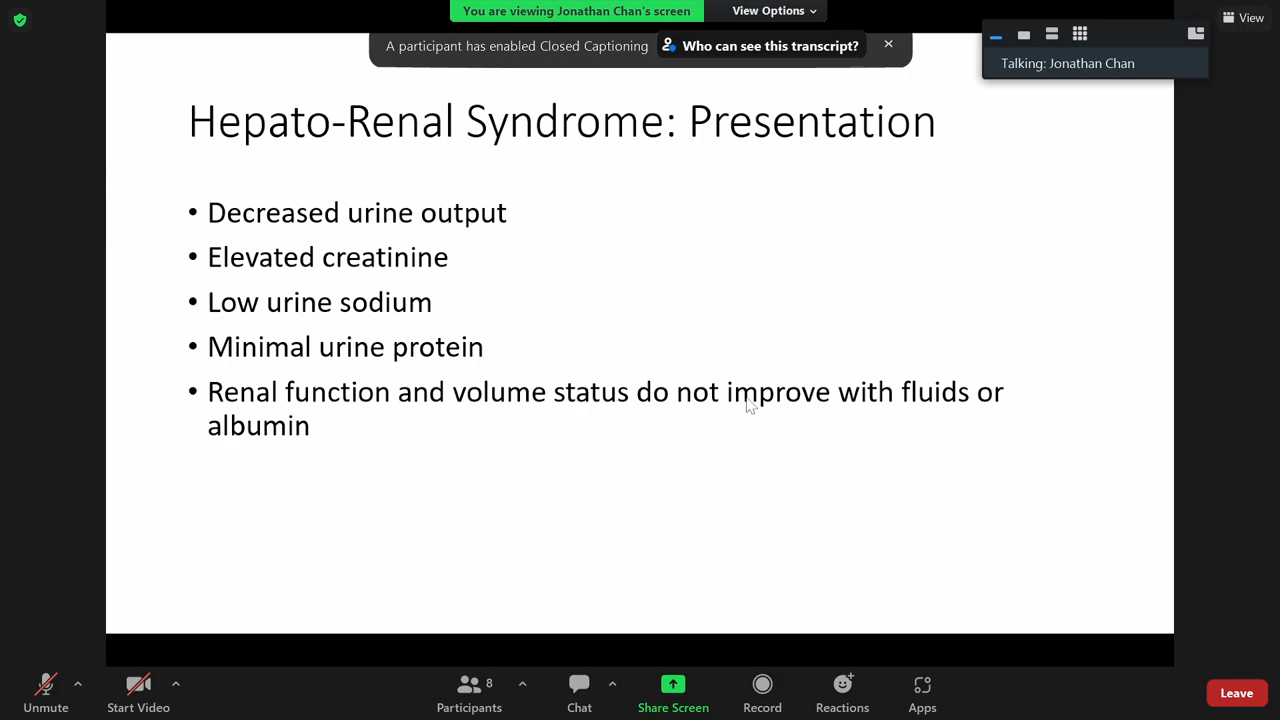 You are viewing Jonathan Chan's screen
View Options
View
A participant has enabled Closed Captioning
Who can see this transcript?
Talking: Jonathan Chan
Hepato-Renal Syndrome: Presentation
• Decreased urine output
• Elevated creatinine
• Low urine sodium
• Minimal urine protein
• Renal function and volume status do not improve with fluids or
albumin
Unmute
Start Video
8
Participants
Chat
Share Screen
Record
Reactions
Apps
Leave